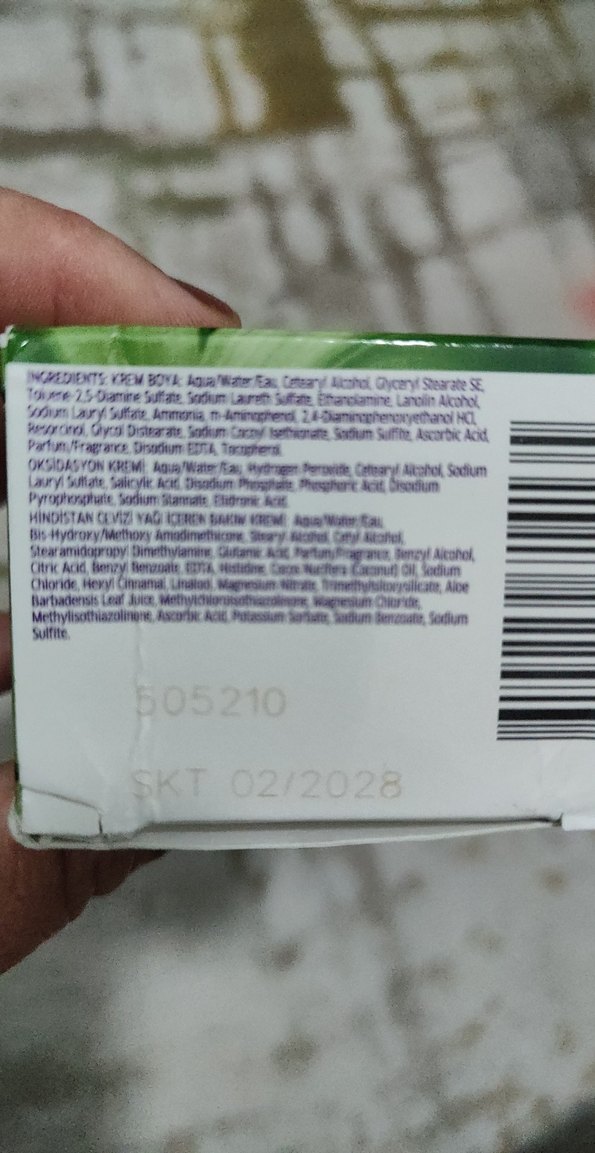 INGREDIENTS: KREM BOYA: Aqua/Water/Eau, Cetearyl Alcohol, Glyceryl Stearate SE,
Toluene-2,5-Diamine Sulfate, Sodium Laureth Sulfate, Ethanolamine, Lanolin Alcohol,
Sodium Lauryl Sulfate, Ammonia, m-Aminophenol, 2,4-Diaminophenoxyethanol HCL,
Resorcinol, Glycol Distearate, Sodium Cocoyl Isethionate, Sodium Sulfite, Ascorbic Acid,
Parfum/Fragrance, Disodium EDTA, Tocopherol.
OKSİDASYON KREMİ: Aqua/Water/Eau, Hydrogen Peroxide, Cetearyl Alcohol, Sodium
Lauryl Sulfate, Salicylic Acid, Disodium Phosphate, Phosphoric Acid, Disodium
Pyrophosphate, Sodium Stannate, Etidronic Acid.
HİNDİSTAN CEVİZİ YAĞI İÇEREN BAKIM KREMİ: Aqua/Water/Eau,
Bis-Hydroxy/Methoxy Amodimethicone, Stearyl Alcohol, Cetyl Alcohol,
Stearamidopropyl Dimethylamine, Glutamic Acid, Parfum/Fragrance, Benzyl Alcohol,
Citric Acid, Benzyl Benzoate, EDTA, Histidine, Cocos Nucifera (Coconut) Oil, Sodium
Chloride, Hexyl Cinnamal, Linalool, Magnesium Nitrate, Trimethylsiloxysilicate, Aloe
Barbadensis Leaf Juice, Methylchloroisothiazolinone, Magnesium Chloride,
Methylisothiazolinone, Ascorbic Acid, Potassium Sorbate, Sodium Benzoate, Sodium
Sulfite.
505210
SKT 02/2028